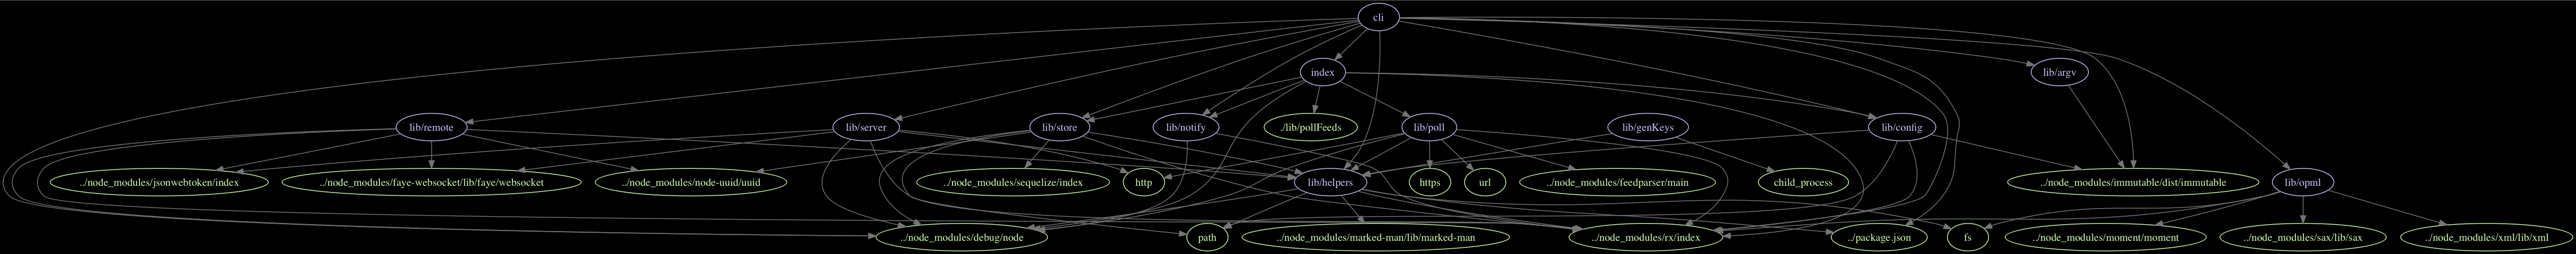 cli
index
lib/argv
lib/remote
lib/server
lib/store
lib/notify
./lib/pollFeeds
lib/poll
lib/genKeys
lib/config
../node_modules/jsonwebtoken/index
../node_modules/faye-websocket/lib/faye/websocket
../node_modules/node-uuid/uuid
../node_modules/sequelize/index
http
lib/helpers
https
url
../node_modules/feedparser/main
child_process
../node_modules/immutable/dist/immutable
lib/opml
../node_modules/debug/node
path
../node_modules/marked-man/lib/marked-man
../node_modules/rx/index
../package.json
fs
../node_modules/moment/moment
../node_modules/sax/lib/sax
../node_modules/xml/lib/xml